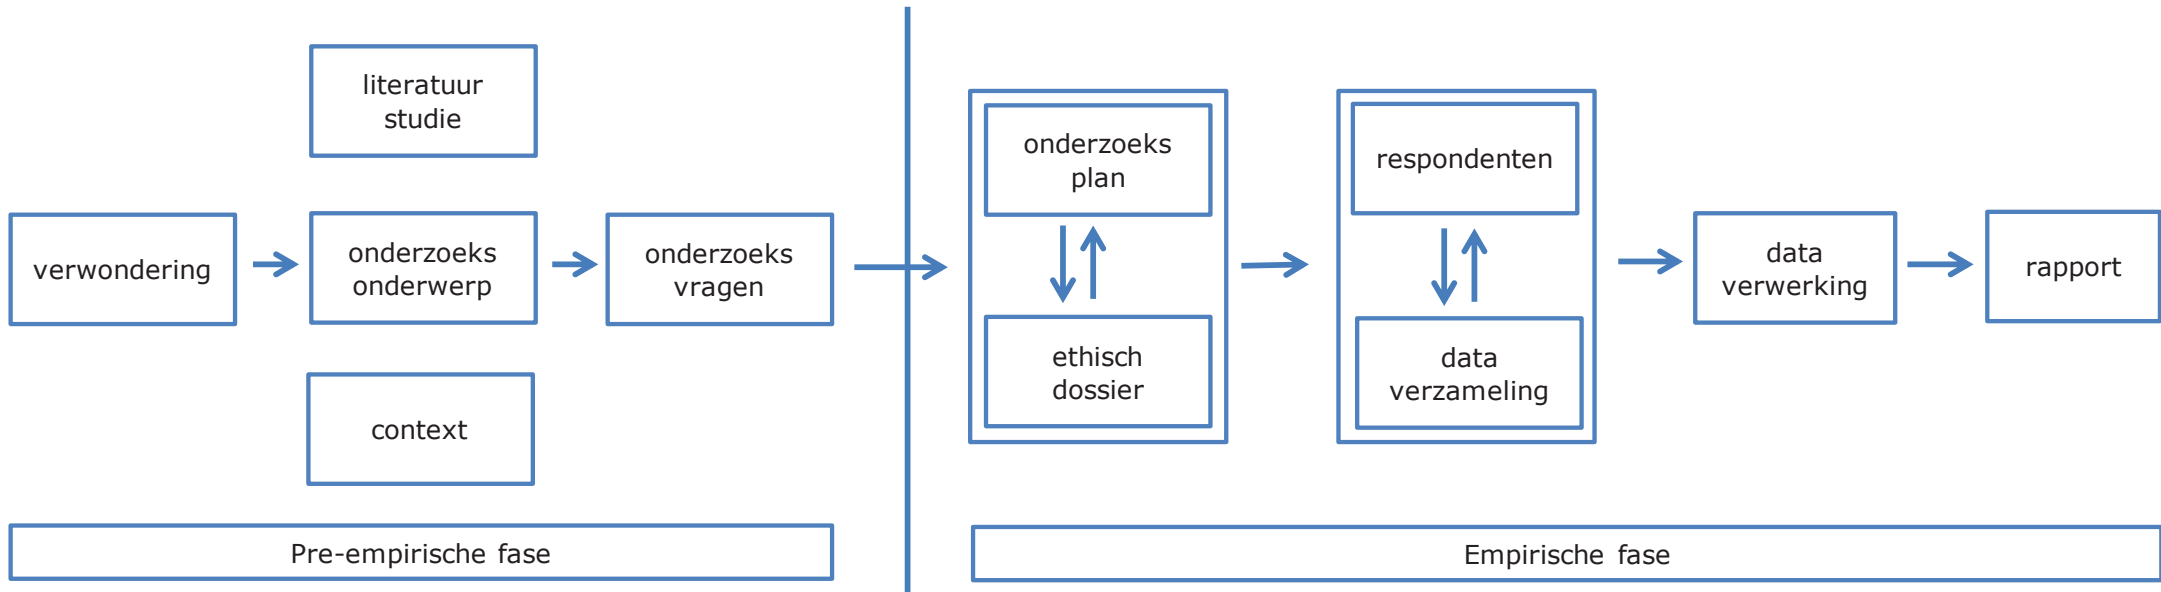 literatuur
studie
verwondering
onderzoeks
onderwerp
onderzoeks
vragen
context
Pre-empirische fase
onderzoeks
plan
ethisch
dossier
respondenten
data
verzameling
data
verwerking
rapport
Empirische fase